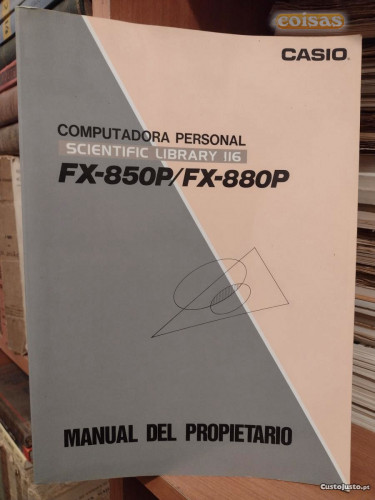 coisas
CASIO
COMPUTADORA PERSONAL
SCIENTIFIC LIBRARY 116
FX-850P/FX-880P
MANUAL DEL PROPIETARIO
CustoJusto.pt